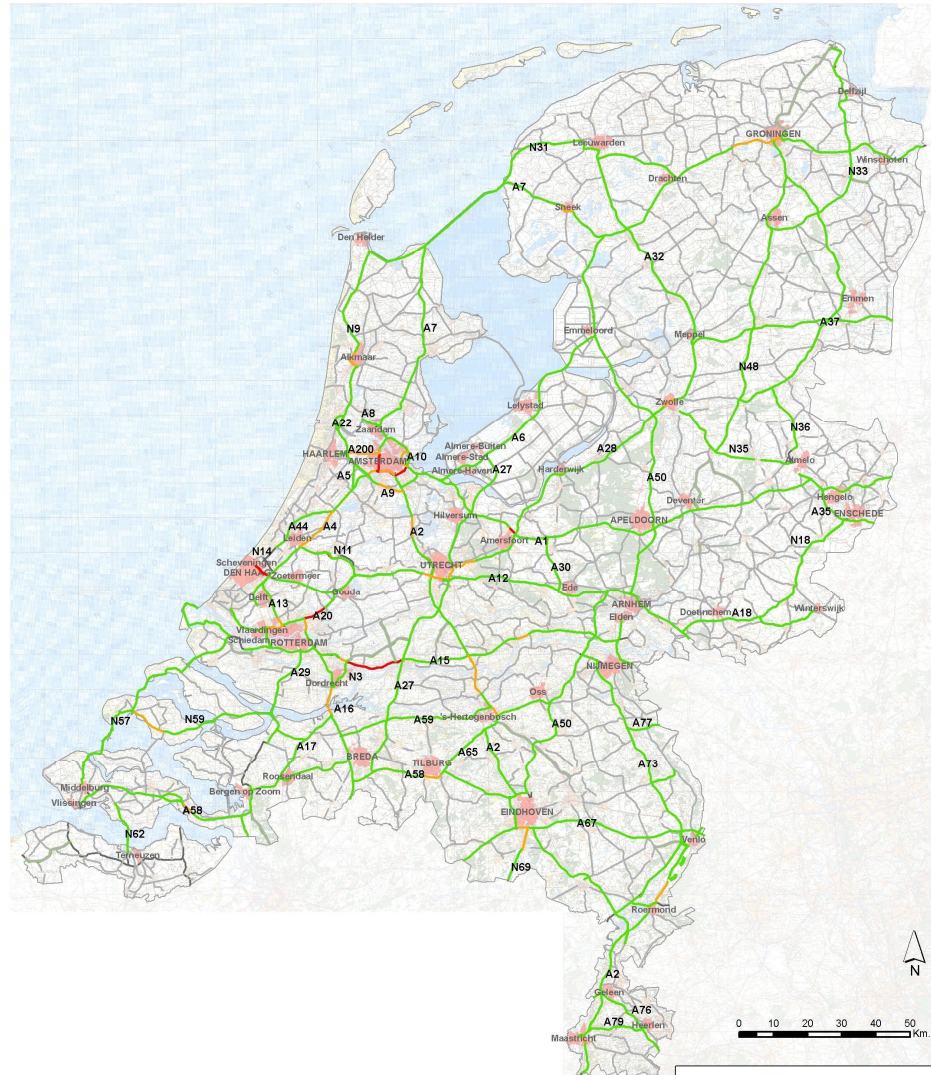 Delfzijl
GRONINGEN
N31
Leeuwarden
Winschoten
N33
Drachten
A7
Sneek
Assen
Den Helder
A32
Emmen
A37
N9
A7
Emmeloord
Meppel
Alkmaar
N48
Lelystad
Zwolle
A8
A22
Zaandam
A6
N36
A200
HAARLEM
AMSTERDAM
A10
Almere-Buiten
Almere-Stad
Almere-Haven
A27
A28
N35
Almelo
Harderwijk
A5
A9
A50
Deventer
Hengelo
A35
ENSCHEDE
Hilversum
APELDOORN
A44
A4
A2
Leiden
Amersfoort
A1
N18
N14
N11
Scheveningen
DEN HAAG
Zoetermeer
UTRECHT
A12
A30
Ede
Gouda
Delft
A13
A20
ARNHEM
Elden
Doetinchem
A18
Winterswijk
Vlaardingen
Schiedam
ROTTERDAM
A15
NIJMEGEN
A29
N3
Dordrecht
A27
Oss
A16
N57
N59
A59
's-Hertogenbosch
A50
A77
A17
A65
A2
BREDA
TILBURG
A73
Roosendaal
A58
Middelburg
Bergen op Zoom
Vlissingen
A58
EINDHOVEN
A67
N62
Venlo
Terneuzen
N69
Roermond
N
A2
Geleen
A76
A79
Heerlen
Maastricht
0 10 20 30 40 50
Km.